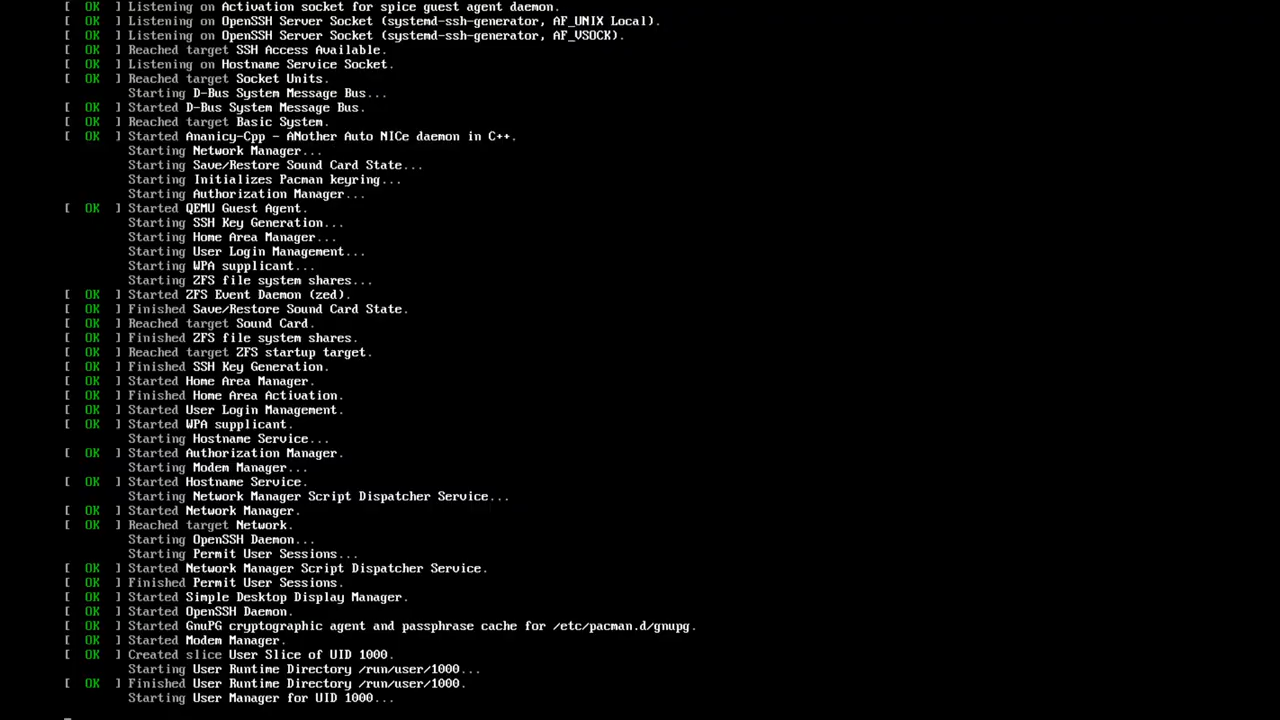 [  OK  ] Listening on Activation socket for spice guest agent daemon.
[  OK  ] Listening on OpenSSH Server Socket (systemd-ssh-generator, AF_UNIX Local).
[  OK  ] Listening on OpenSSH Server Socket (systemd-ssh-generator, AF_VSOCK).
[  OK  ] Reached target SSH Access Available.
[  OK  ] Listening on Hostname Service Socket.
[  OK  ] Reached target Socket Units.
         Starting D-Bus System Message Bus...
[  OK  ] Started D-Bus System Message Bus.
[  OK  ] Reached target Basic System.
[  OK  ] Started Ananicy-Cpp - ANother Auto NICe daemon in C++.
         Starting Network Manager...
         Starting Save/Restore Sound Card State...
         Starting Initializes Pacman keyring...
         Starting Authorization Manager...
[  OK  ] Started QEMU Guest Agent.
         Starting SSH Key Generation...
         Starting Home Area Manager...
         Starting User Login Management...
         Starting WPA supplicant...
         Starting ZFS file system shares...
[  OK  ] Started ZFS Event Daemon (zed).
[  OK  ] Finished Save/Restore Sound Card State.
[  OK  ] Reached target Sound Card.
[  OK  ] Finished ZFS file system shares.
[  OK  ] Reached target ZFS startup target.
[  OK  ] Finished SSH Key Generation.
[  OK  ] Started Home Area Manager.
[  OK  ] Finished Home Area Activation.
[  OK  ] Started User Login Management.
[  OK  ] Started WPA supplicant.
         Starting Hostname Service...
[  OK  ] Started Authorization Manager.
         Starting Modem Manager...
[  OK  ] Started Hostname Service.
         Starting Network Manager Script Dispatcher Service...
[  OK  ] Started Network Manager.
[  OK  ] Reached target Network.
         Starting OpenSSH Daemon...
         Starting Permit User Sessions...
[  OK  ] Started Network Manager Script Dispatcher Service.
[  OK  ] Finished Permit User Sessions.
[  OK  ] Started Simple Desktop Display Manager.
[  OK  ] Started OpenSSH Daemon.
[  OK  ] Started GnuPG cryptographic agent and passphrase cache for /etc/pacman.d/gnupg.
[  OK  ] Started Modem Manager.
[  OK  ] Created slice User Slice of UID 1000.
         Starting User Runtime Directory /run/user/1000...
[  OK  ] Finished User Runtime Directory /run/user/1000.
         Starting User Manager for UID 1000...